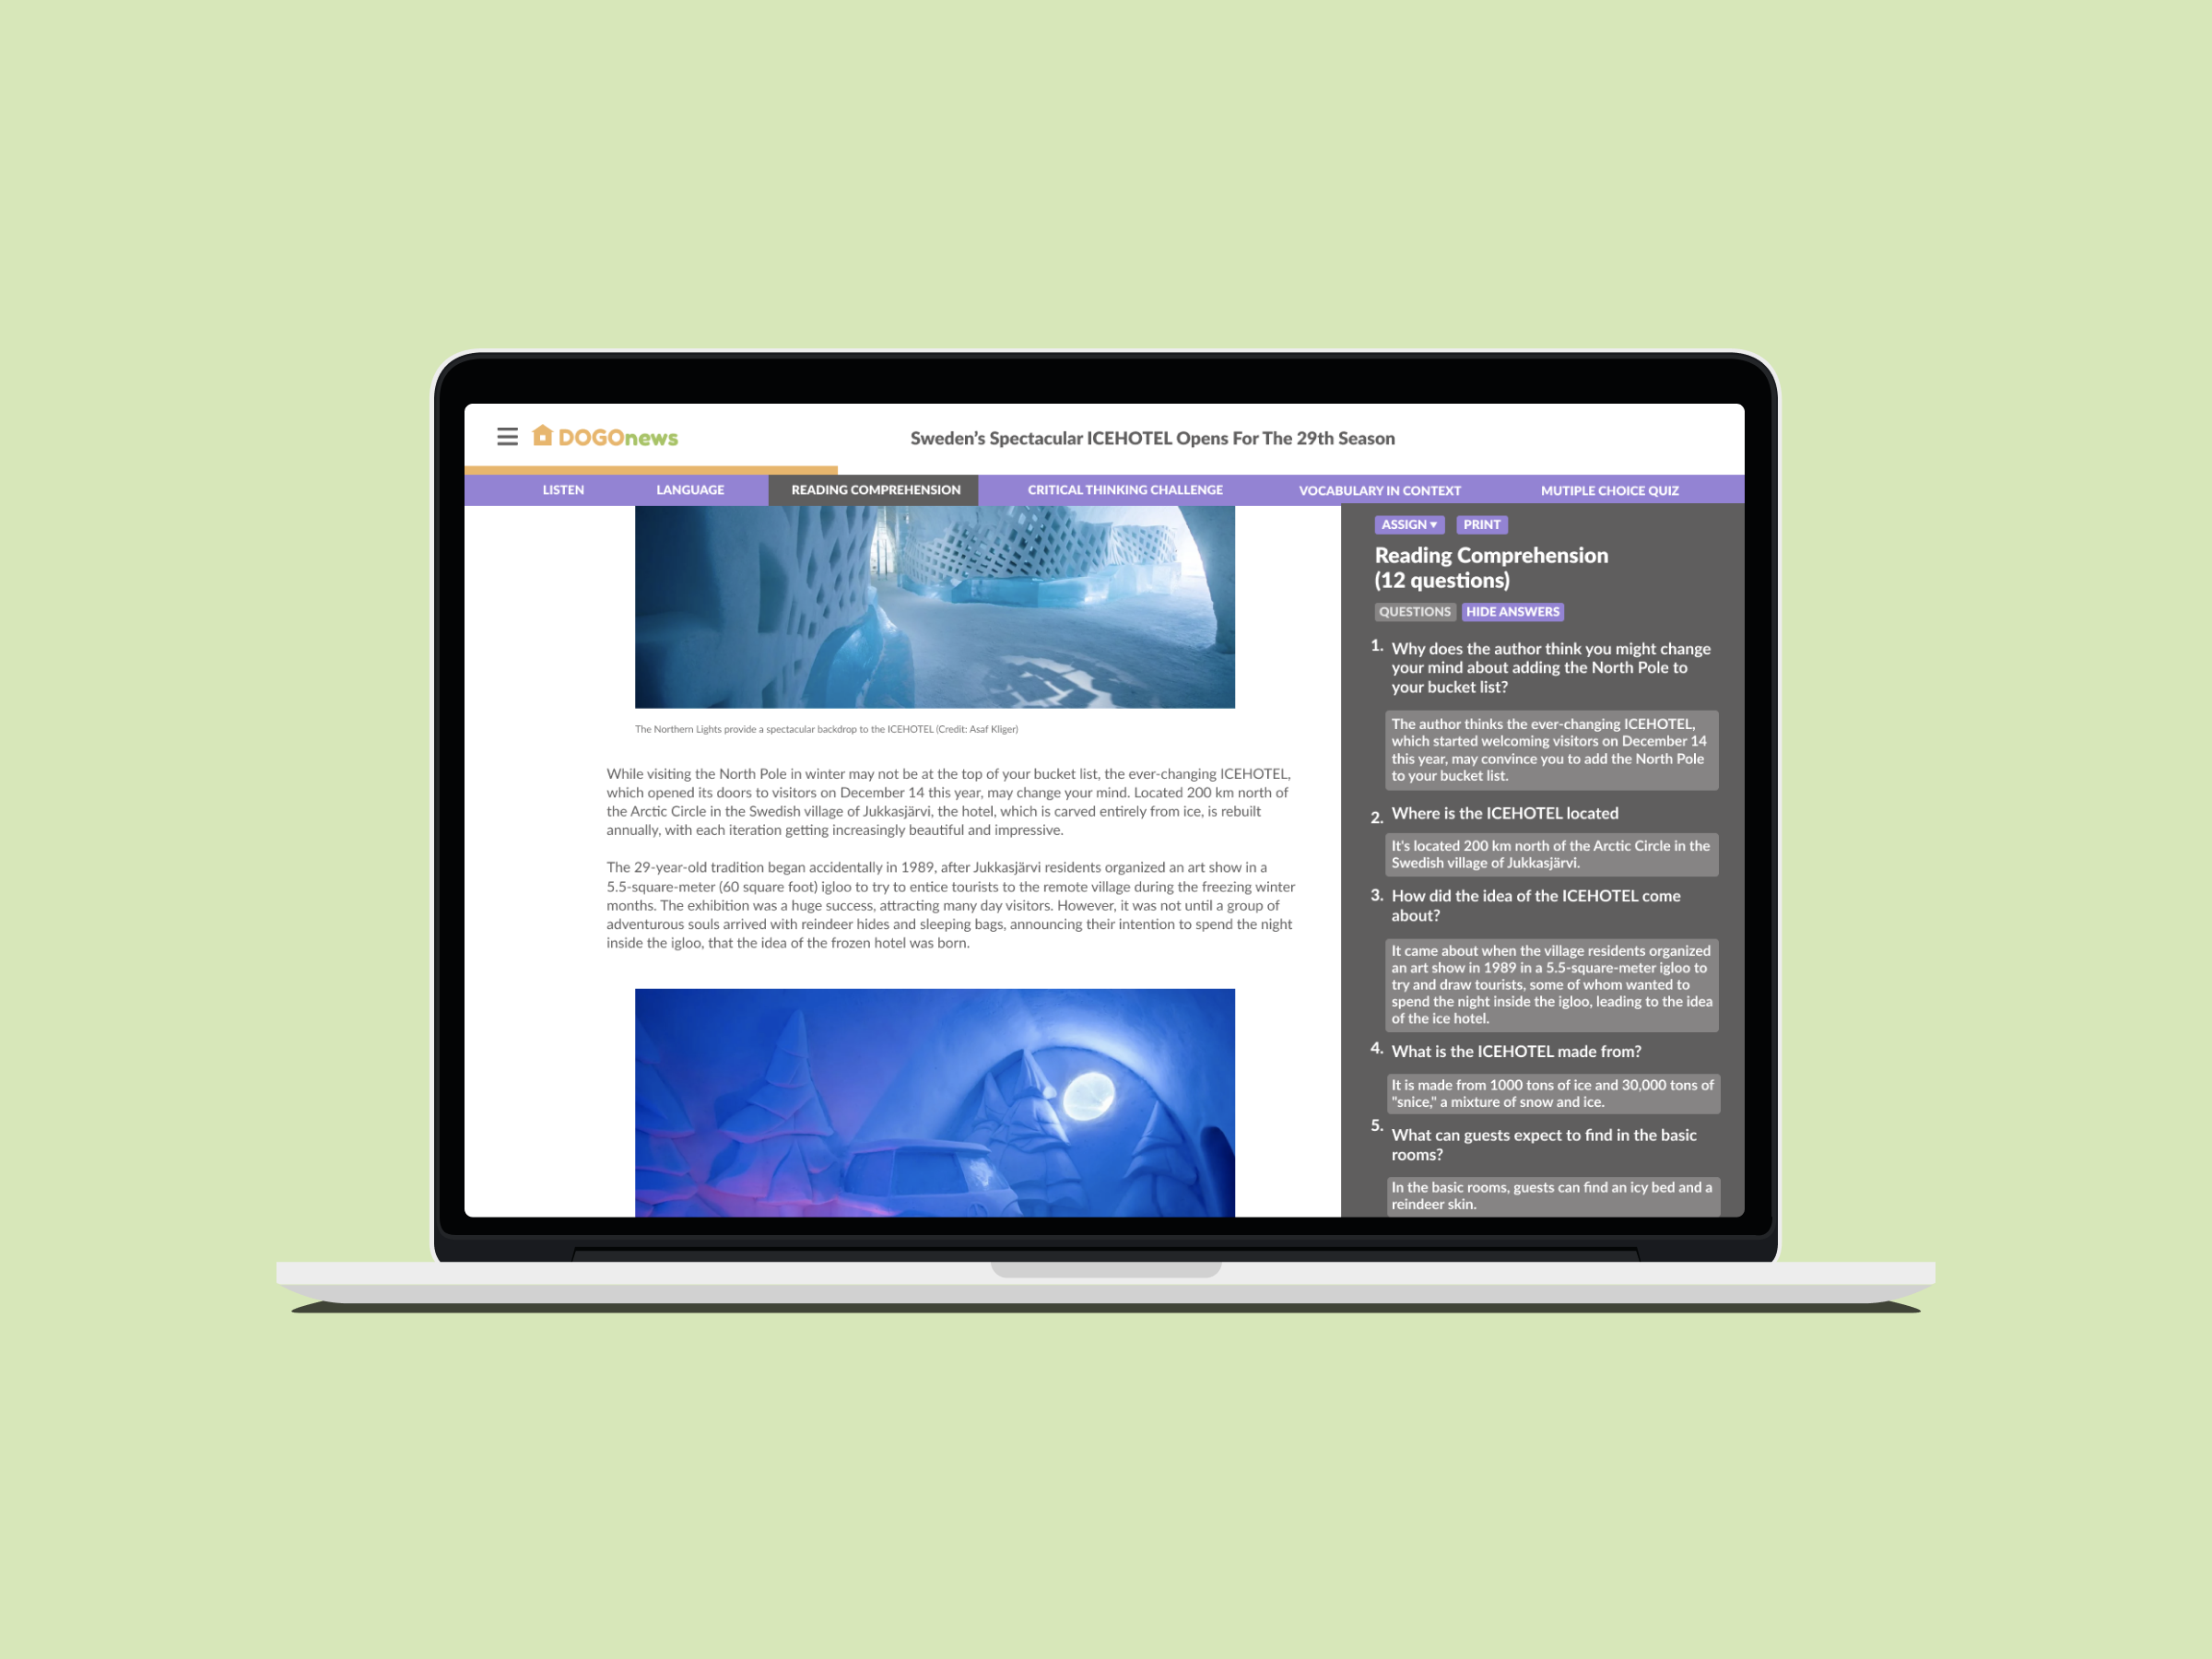 DOGOnews
Sweden’s Spectacular ICEHOTEL Opens For The 29th Season
LISTEN
LANGUAGE
READING COMPREHENSION
CRITICAL THINKING CHALLENGE
VOCABULARY IN CONTEXT
MUTIPLE CHOICE QUIZ
The Northern Lights provide a spectacular backdrop to the ICEHOTEL (Credit: Asaf Kliger)
While visiting the North Pole in winter may not be at the top of your bucket list, the ever-changing ICEHOTEL,
which opened its doors to visitors on December 14 this year, may change your mind. Located 200 km north of
the Arctic Circle in the Swedish village of Jukkasjärvi, the hotel, which is carved entirely from ice, is rebuilt
annually, with each iteration getting increasingly beautiful and impressive.
The 29-year-old tradition began accidentally in 1989, after Jukkasjärvi residents organized an art show in a
5.5-square-meter (60 square foot) igloo to try to entice tourists to the remote village during the freezing winter
months. The exhibition was a huge success, attracting many day visitors. However, it was not until a group of
adventurous souls arrived with reindeer hides and sleeping bags, announcing their intention to spend the night
inside the igloo, that the idea of the frozen hotel was born.
ASSIGN ▾
PRINT
Reading Comprehension
(12 questions)
QUESTIONS
HIDE ANSWERS
1. Why does the author think you might change
your mind about adding the North Pole to
your bucket list?
The author thinks the ever-changing ICEHOTEL,
which started welcoming visitors on December 14
this year, may convince you to add the North Pole
to your bucket list.
2. Where is the ICEHOTEL located
It's located 200 km north of the Arctic Circle in the
Swedish village of Jukkasjärvi.
3. How did the idea of the ICEHOTEL come
about?
It came about when the village residents organized
an art show in 1989 in a 5.5-square-meter igloo to
try and draw tourists, some of whom wanted to
spend the night inside the igloo, leading to the idea
of the ice hotel.
4. What is the ICEHOTEL made from?
It is made from 1000 tons of ice and 30,000 tons of
"snice," a mixture of snow and ice.
5. What can guests expect to find in the basic
rooms?
In the basic rooms, guests can find an icy bed and a
reindeer skin.